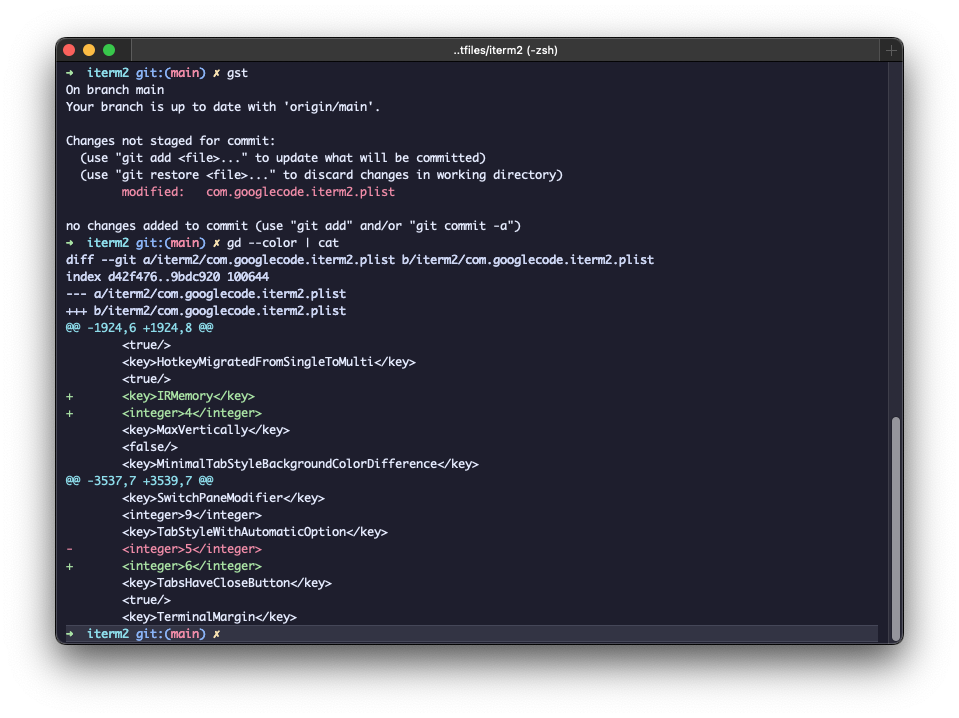 ..tfiles/iterm2 (-zsh)
+
→ iterm2 git:(main) ✗ gst
On branch main
Your branch is up to date with 'origin/main'.

Changes not staged for commit:
  (use "git add <file>..." to update what will be committed)
  (use "git restore <file>..." to discard changes in working directory)
        modified:   com.googlecode.iterm2.plist

no changes added to commit (use "git add" and/or "git commit -a")
→ iterm2 git:(main) ✗ gd --color | cat
diff --git a/iterm2/com.googlecode.iterm2.plist b/iterm2/com.googlecode.iterm2.plist
index d42f476..9bdc920 100644
--- a/iterm2/com.googlecode.iterm2.plist
+++ b/iterm2/com.googlecode.iterm2.plist
@@ -1924,6 +1924,8 @@
        <true/>
        <key>HotkeyMigratedFromSingleToMulti</key>
        <true/>
+       <key>IRMemory</key>
+       <integer>4</integer>
        <key>MaxVertically</key>
        <false/>
        <key>MinimalTabStyleBackgroundColorDifference</key>
@@ -3537,7 +3539,7 @@
        <key>SwitchPaneModifier</key>
        <integer>9</integer>
        <key>TabStyleWithAutomaticOption</key>
-       <integer>5</integer>
+       <integer>6</integer>
        <key>TabsHaveCloseButton</key>
        <true/>
        <key>TerminalMargin</key>
→ iterm2 git:(main) ✗